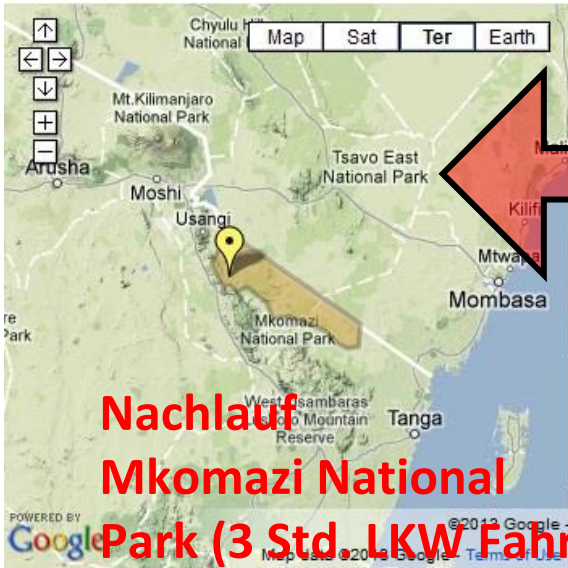 Chyulu
National
Map Sat Ter Earth
Mt.Kilimanjaro
National Park
Arusha
Moshi
Usangi
Tsavo East
National Park
Kilifi
Mtwapa
Mombasa
Park
Mkomazi
National Park
West Usambaras
Mountain
Reserve
Tanga
Nachlauf
Mkomazi National
Park (3 Std. LKW Fahr
POWERED BY
Google
©2013 Google -
Map data ©2013 Google - Terms of Use